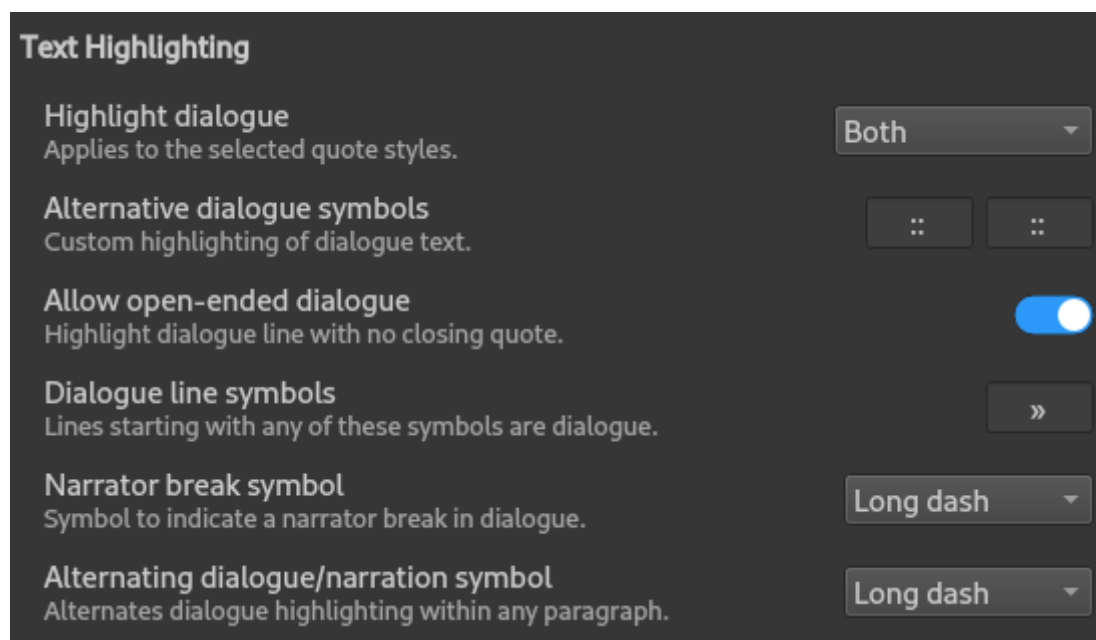 Text Highlighting
Highlight dialogue
Both
Applies to the selected quote styles.
Alternative dialogue symbols
:: ::
Custom highlighting of dialogue text.
Allow open-ended dialogue
Highlight dialogue line with no closing quote.
Dialogue line symbols
»
Lines starting with any of these symbols are dialogue.
Narrator break symbol
Long dash
Symbol to indicate a narrator break in dialogue.
Alternating dialogue/narration symbol
Long dash
Alternates dialogue highlighting within any paragraph.